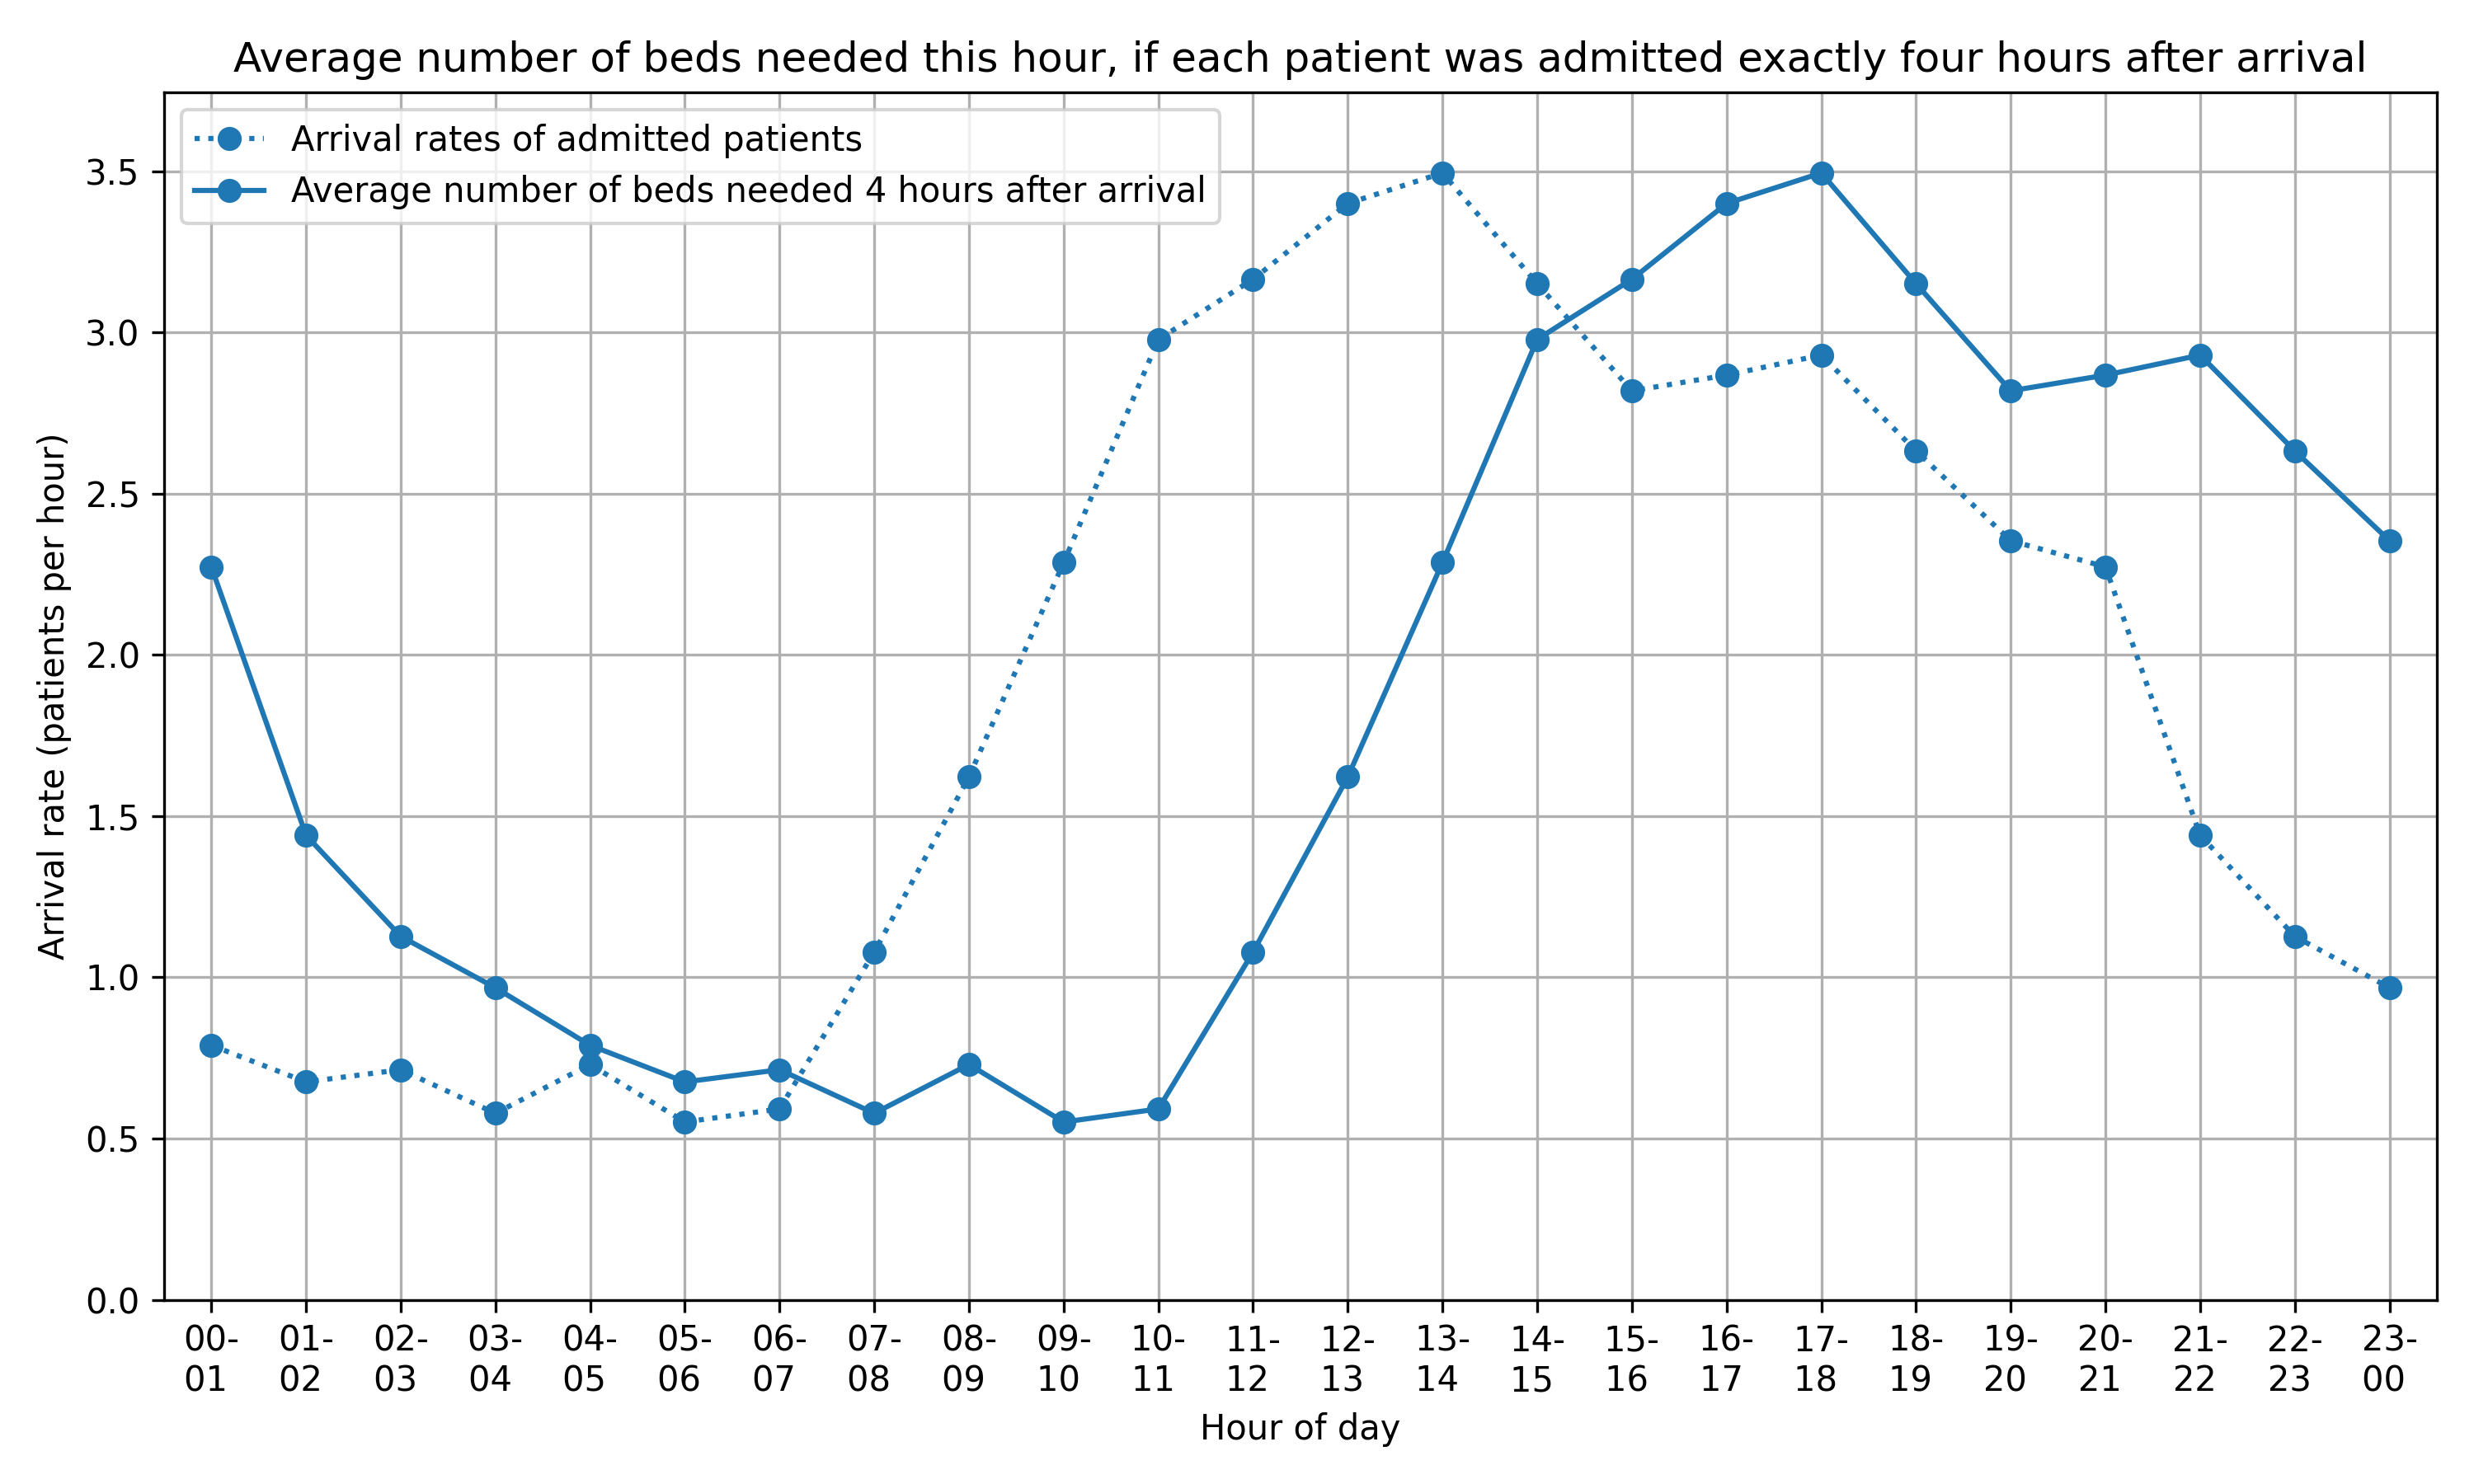 Average number of beds needed this hour, if each patient was admitted exactly four hours after arrival
Arrival rates of admitted patients
Average number of beds needed 4 hours after arrival
Arrival rate (patients per hour)
3.5
3.0
2.5
2.0
1.5
1.0
0.5
0.0
00- 01- 02- 03- 04- 05- 06- 07- 08- 09- 10- 11- 12- 13- 14- 15- 16- 17- 18- 19- 20- 21- 22- 23-
01 02 03 04 05 06 07 08 09 10 11 12 13 14 15 16 17 18 19 20 21 22 23 00
Hour of day